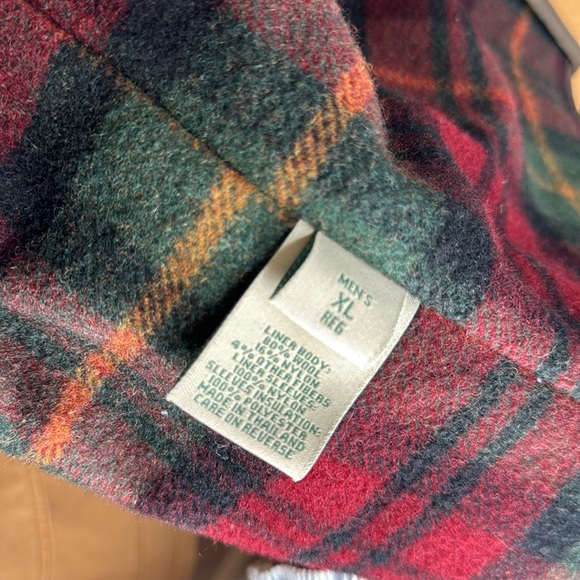 MEN'S
XL
REG
LINER BODY:
80% WOOL
16% NYLON
4% OTHER FIBERS
LINER SLEEVES:
100% NYLON
SLEEVES INSULATION:
100% POLYESTER
MADE IN THAILAND
CARE ON REVERSE